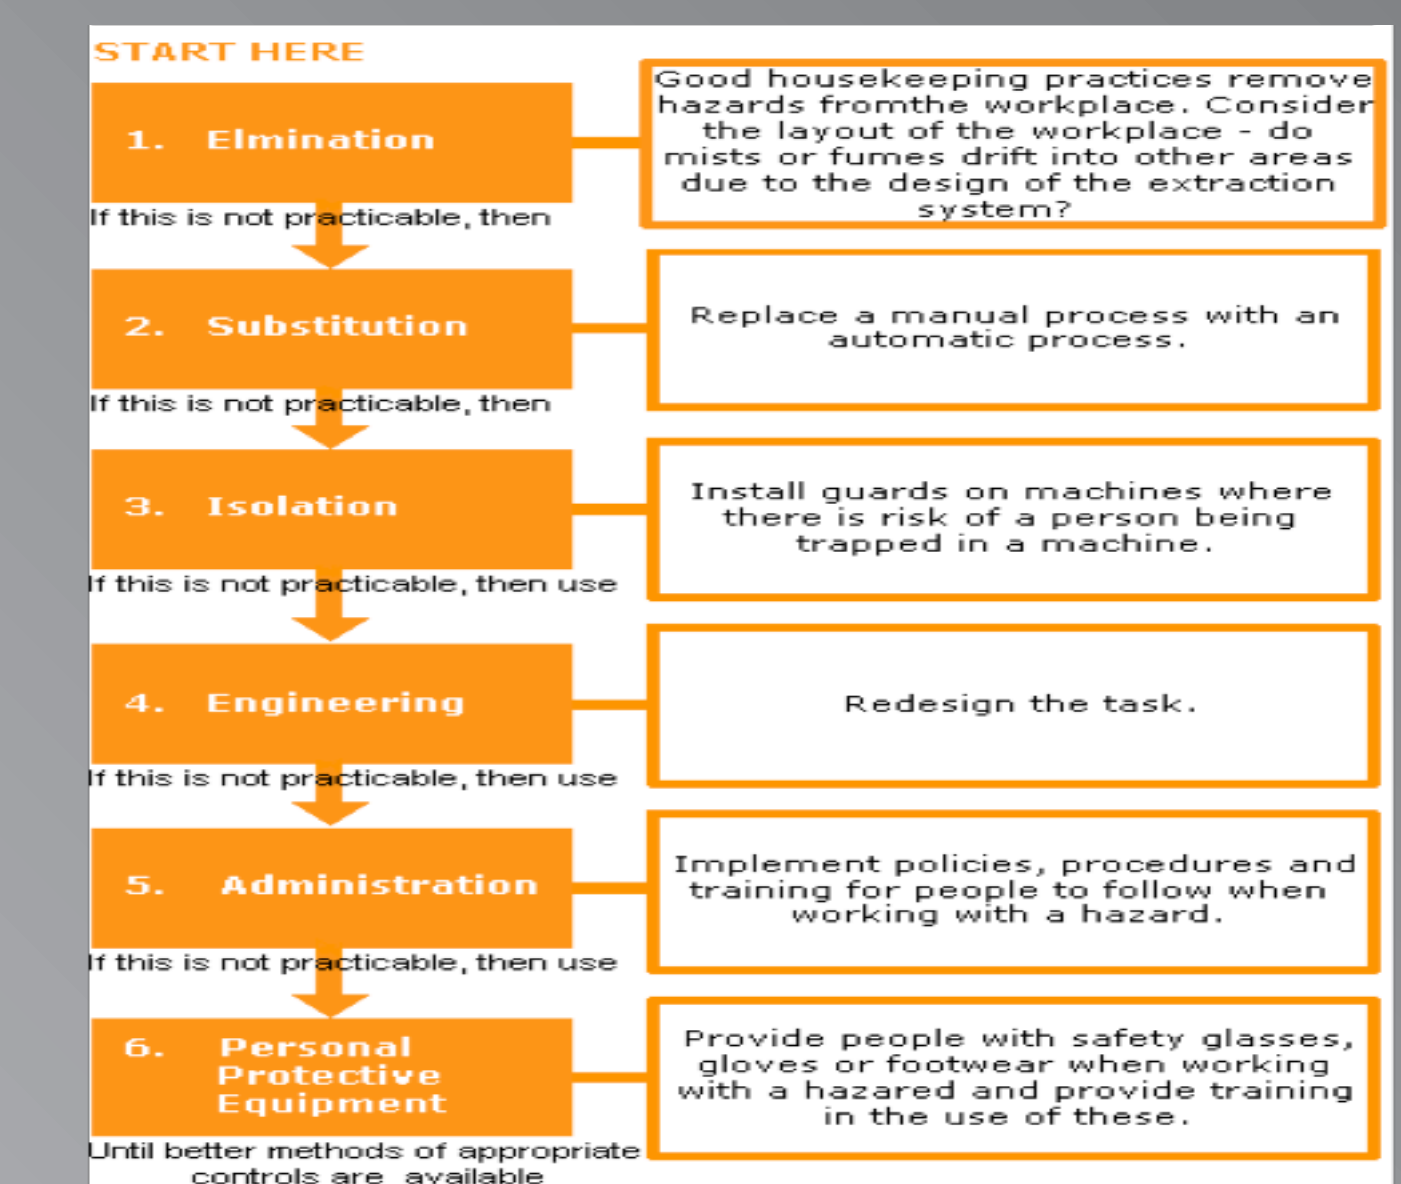 START HERE
1. Elmination
Good housekeeping practices remove
hazards fromthe workplace. Consider
the layout of the workplace - do
mists or fumes drift into other areas
due to the design of the extraction
system?
If this is not practicable, then
2. Substitution
Replace a manual process with an
automatic process.
If this is not practicable, then
3. Isolation
Install guards on machines where
there is risk of a person being
trapped in a machine.
If this is not practicable, then use
4. Engineering
Redesign the task.
If this is not practicable, then use
5. Administration
Implement policies, procedures and
training for people to follow when
working with a hazard.
If this is not practicable, then use
6. Personal
Protective
Equipment
Provide people with safety glasses,
gloves or footwear when working
with a hazared and provide training
in the use of these.
Until better methods of appropriate
controls are available